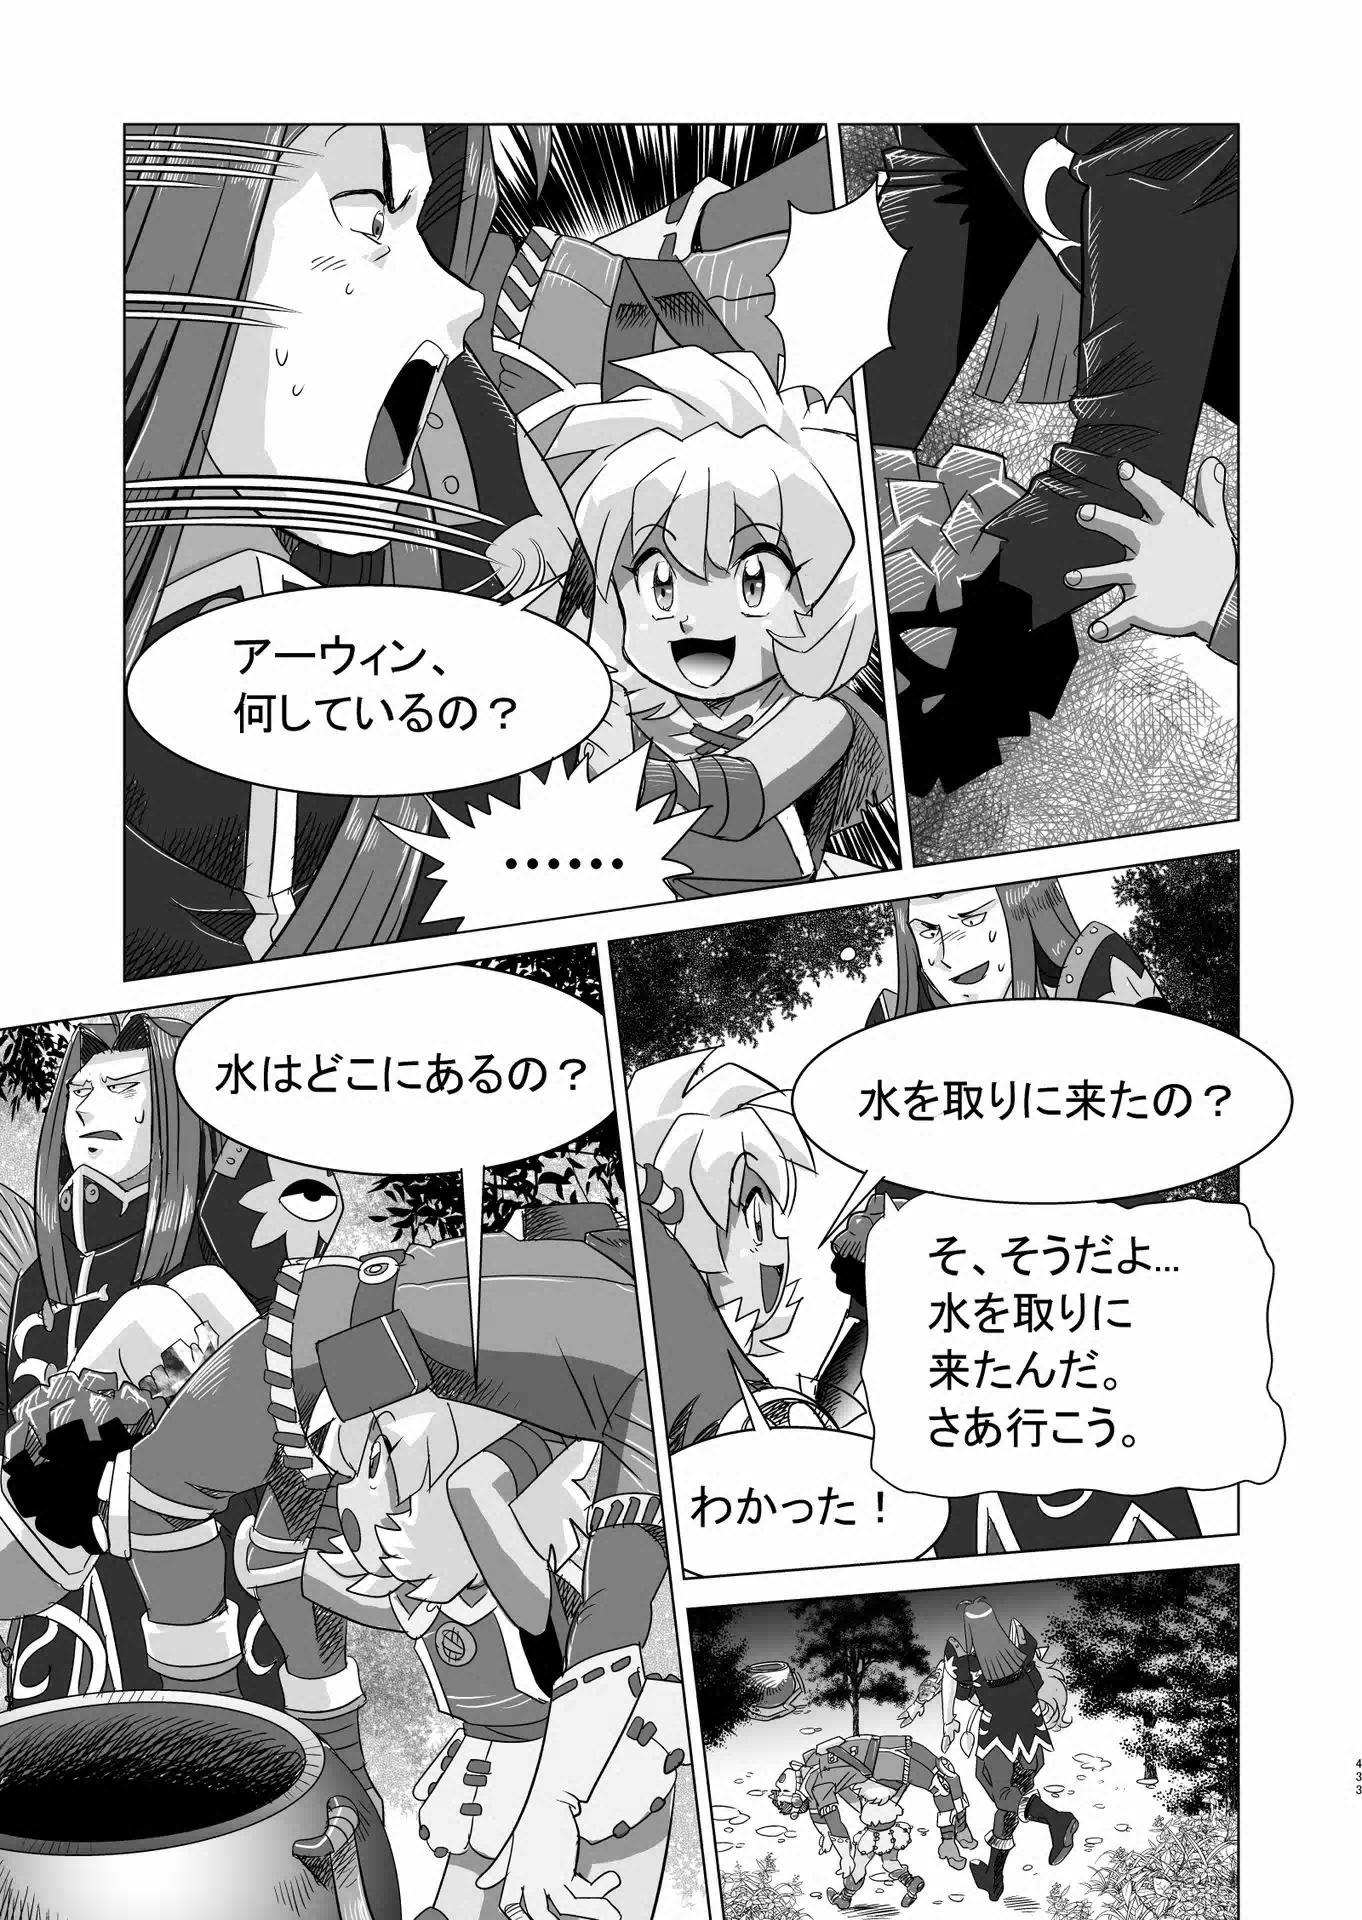 アーウィン、
何しているの？
・・・・・・
水を取りに来たの？
そ、そうだよ…
水を取りに
来たんだ。
さあ行こう。
わかった！
水はどこにあるの？
433